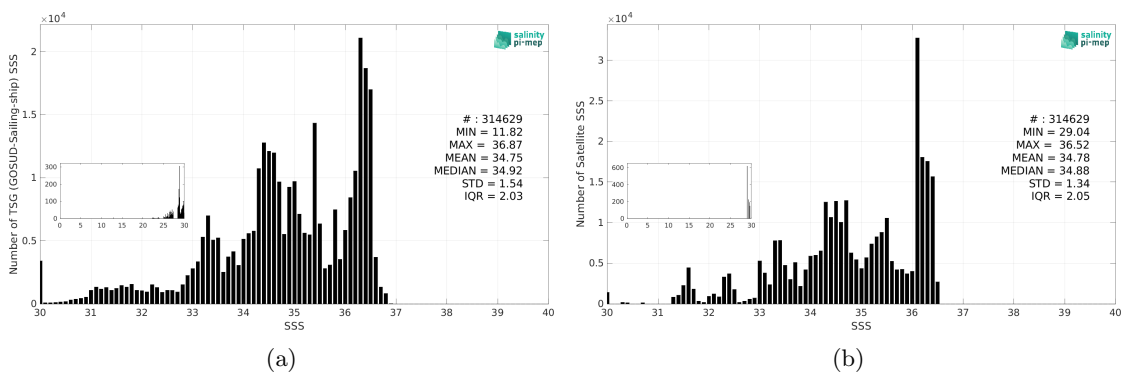 ×10⁴
2
1.5
1
0.5
0
Number of TSG (GOSUD-Sailing-ship) SSS
salinity
pi-mep
# : 314629
MIN = 11.82
MAX = 36.87
MEAN = 34.75
MEDIAN = 34.92
STD = 1.54
IQR = 2.03
300
200
100
0
0 5 10 15 20 25 30
30 31 32 33 34 35 36 37 38 39 40
SSS
(a)
×10⁴
3
2.5
2
1.5
1
0.5
0
Number of Satellite SSS
salinity
pi-mep
# : 314629
MIN = 29.04
MAX = 36.52
MEAN = 34.78
MEDIAN = 34.88
STD = 1.34
IQR = 2.05
600
400
200
0
0 5 10 15 20 25 30
30 31 32 33 34 35 36 37 38 39 40
SSS
(b)